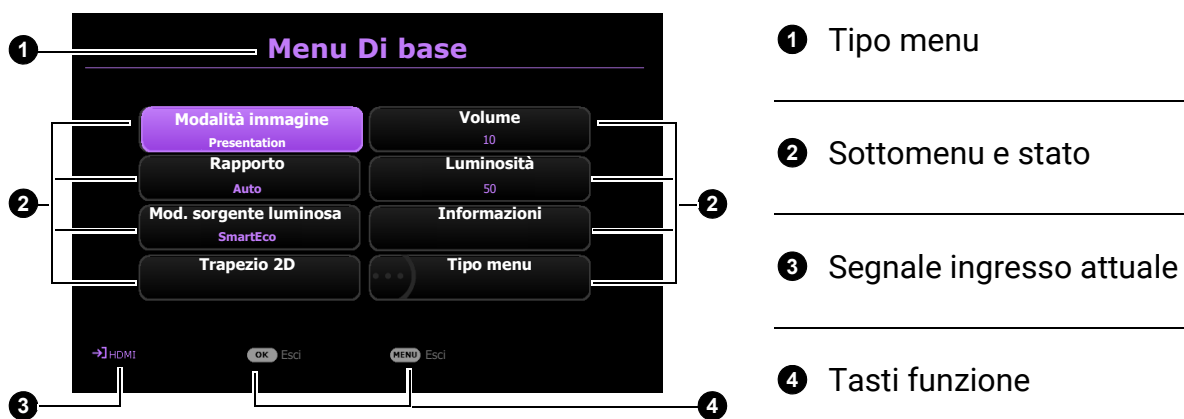 1
Menu Di base
Modalità immagine
Presentation
Volume
10
Rapporto
Auto
Luminosità
50
Mod. sorgente luminosa
SmartEco
Informazioni
Trapezio 2D
Tipo menu
2
2
HDMI
OK Esci
MENU Esci
3
4
1 Tipo menu
2 Sottomenu e stato
3 Segnale ingresso attuale
4 Tasti funzione